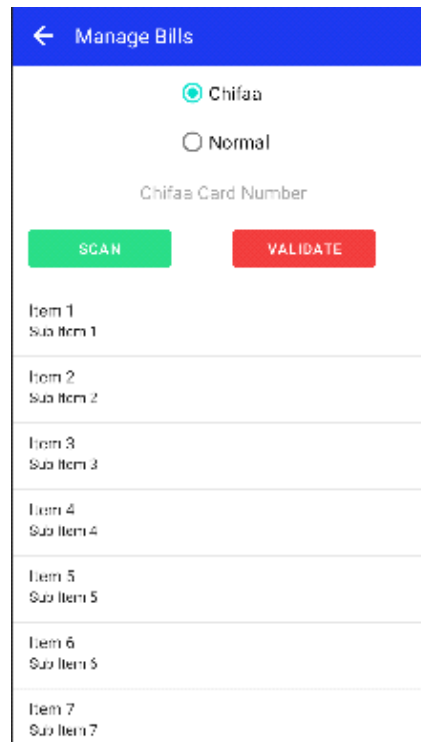 Manage Bills
Chifaa
Normal
Chifaa Card Number
SCAN
VALIDATE
Item 1
Sub Item 1
Item 2
Sub Item 2
Item 3
Sub Item 3
Item 4
Sub Item 4
Item 5
Sub Item 5
Item 6
Sub Item 6
Item 7
Sub Item 7